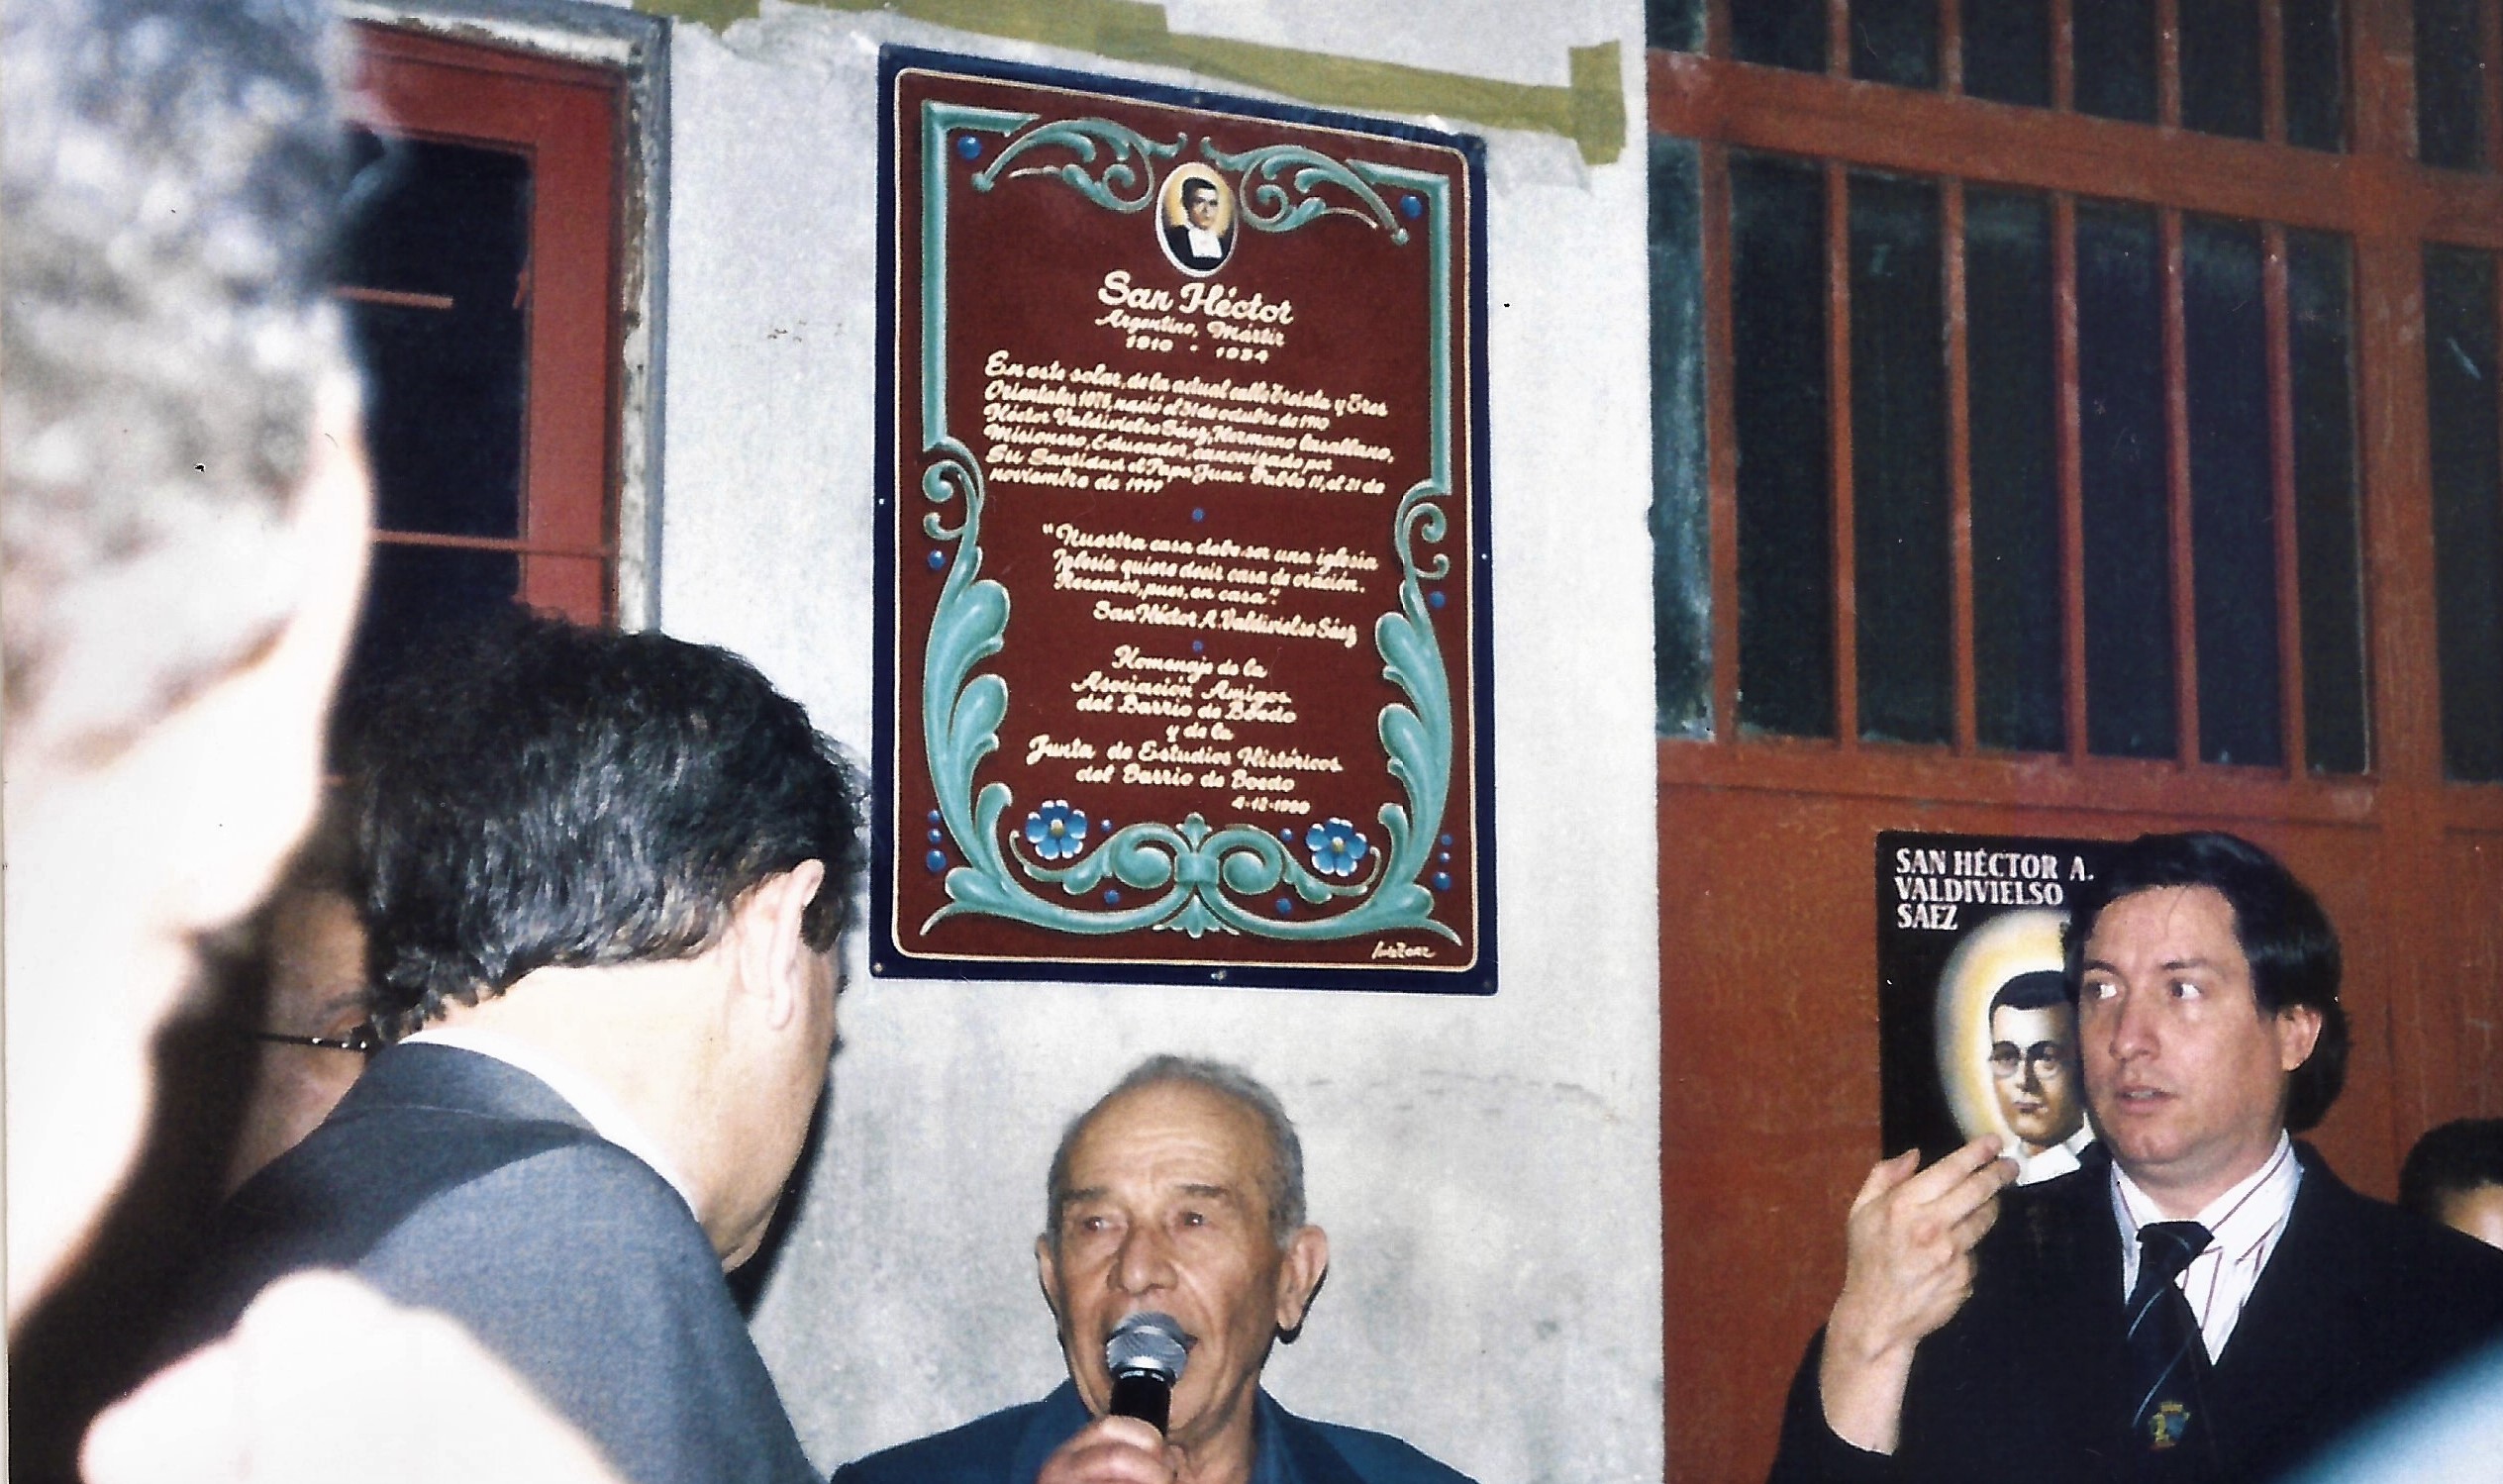 San Héctor
Argentino, Mártir
1910 - 1934
En este solar, de la actual calle Treinta y Tres
Orientales, nació el 31 de octubre de 1910
Héctor Valdivielso Sáez, Hermano Lasallano,
Misionero, Educador, canonizado por
Su Santidad el Papa Juan Pablo II, el 21 de
noviembre de 1999
"Nuestra casa debe ser una iglesia
Iglesia quiere decir casa de oración.
Recemos, pues, en casa".
San Héctor A. Valdivielso Sáez
Homenaje de la
Asociación Amigos
del Barrio de Boedo
y de la
Junta de Estudios Históricos
del Barrio de Boedo
SAN HÉCTOR A.
VALDIVIELSO
SÁEZ